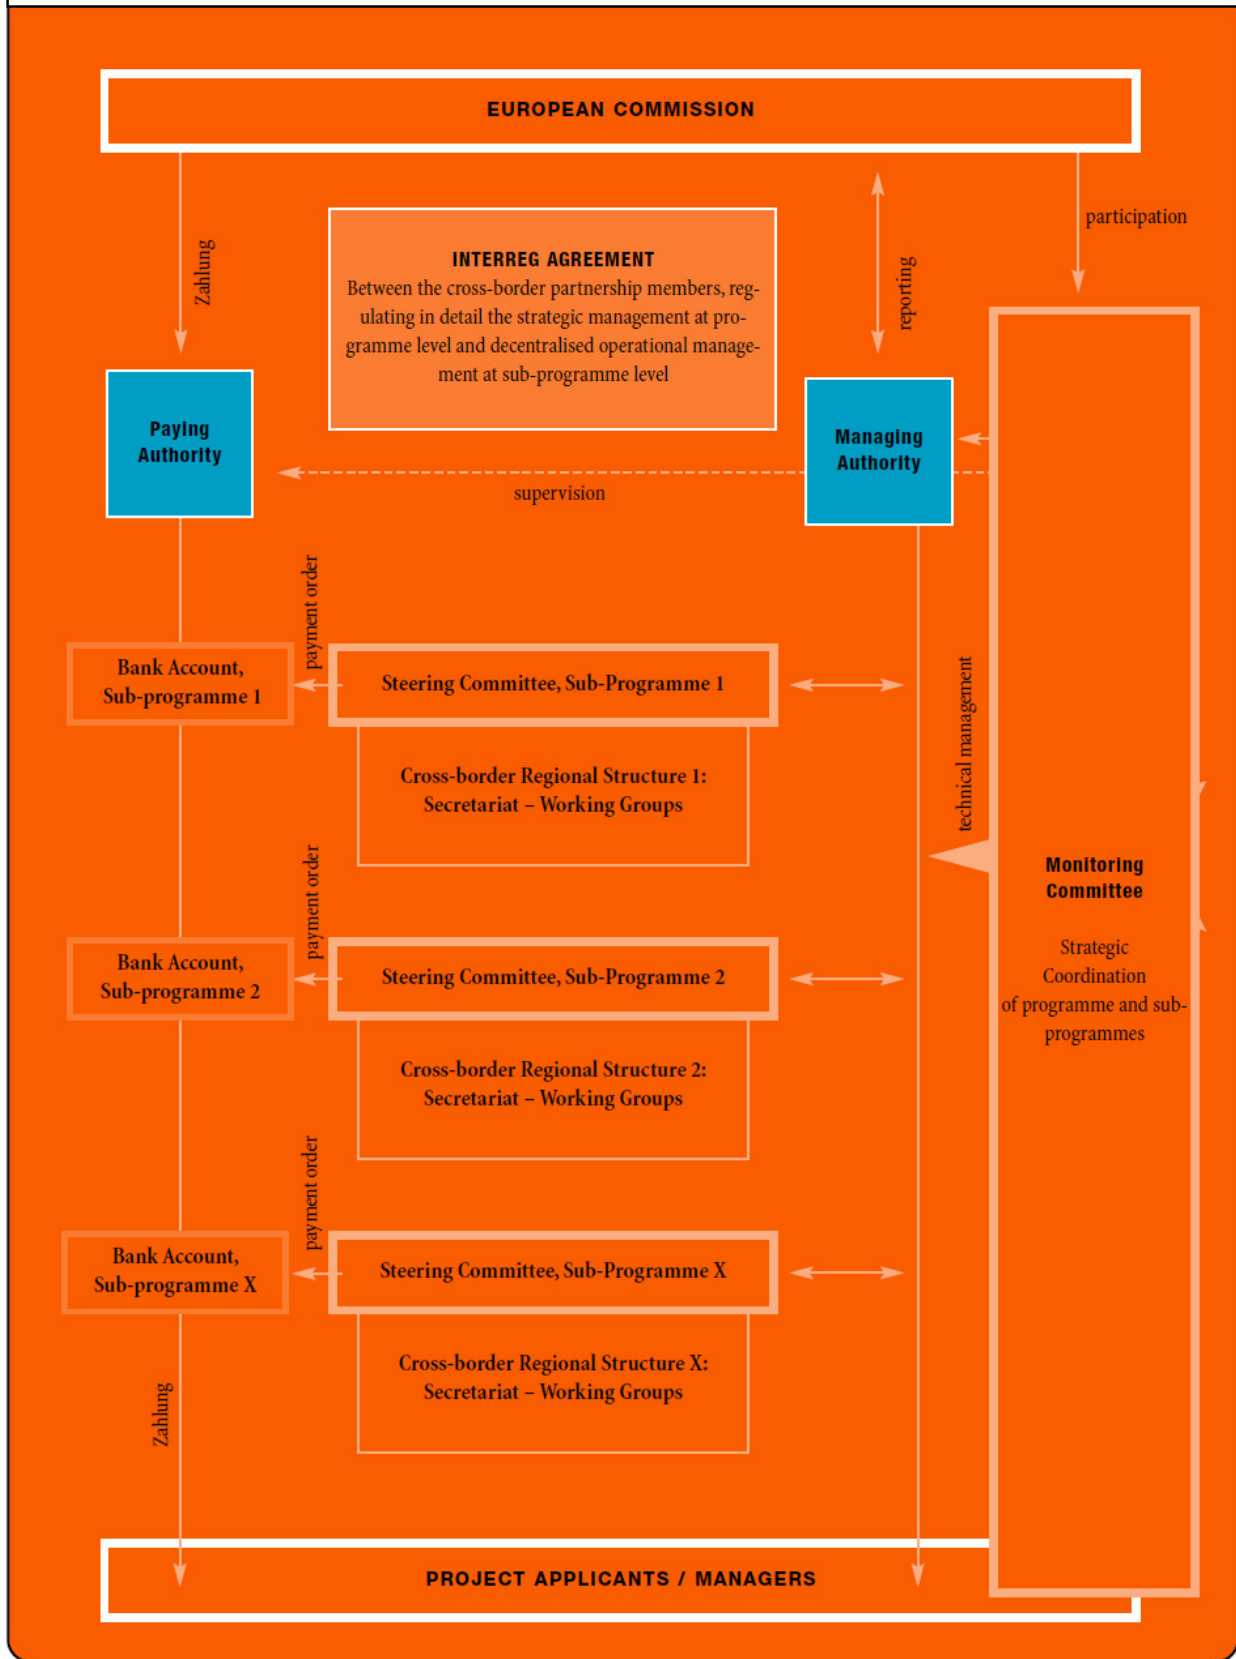 EUROPEAN COMMISSION
Zahlung
INTERREG AGREEMENT
Between the cross-border partnership members, reg-
ulating in detail the strategic management at pro-
gramme level and decentralised operational manage-
ment at sub-programme level
reporting
participation
Paying
Authority
Managing
Authority
supervision
payment order
Bank Account,
Sub-programme 1
Steering Committee, Sub-Programme 1
Cross-border Regional Structure 1:
Secretariat – Working Groups
technical management
payment order
Bank Account,
Sub-programme 2
Steering Committee, Sub-Programme 2
Cross-border Regional Structure 2:
Secretariat – Working Groups
Monitoring
Committee
Strategic
Coordination
of programme and sub-
programmes
payment order
Bank Account,
Sub-programme X
Steering Committee, Sub-Programme X
Cross-border Regional Structure X:
Secretariat – Working Groups
Zahlung
PROJECT APPLICANTS / MANAGERS